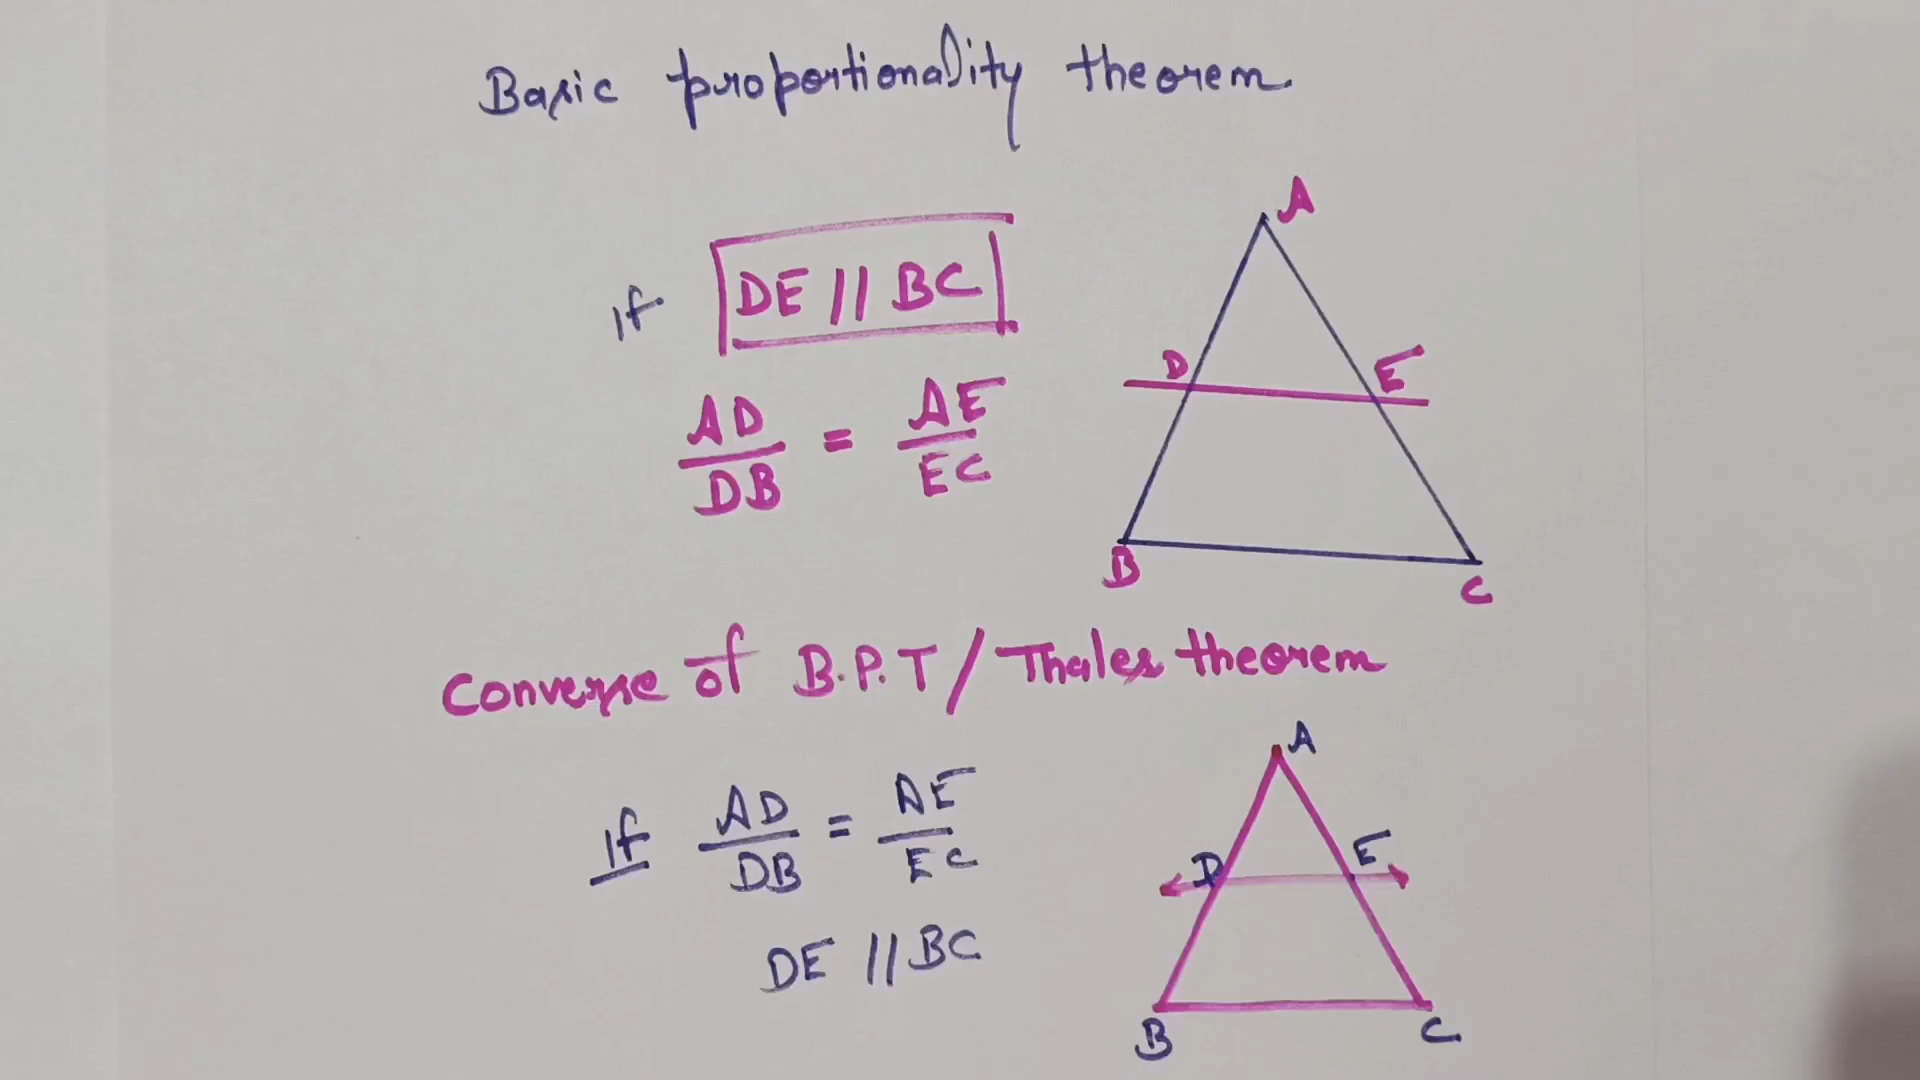 Basic proportionality theorem
If DE // BC
AD/DB = AE/EC
A
D
E
B
C
Converse of B.P.T / Thales theorem
If AD/DB = AE/EC
DE // BC
A
D
E
B
C